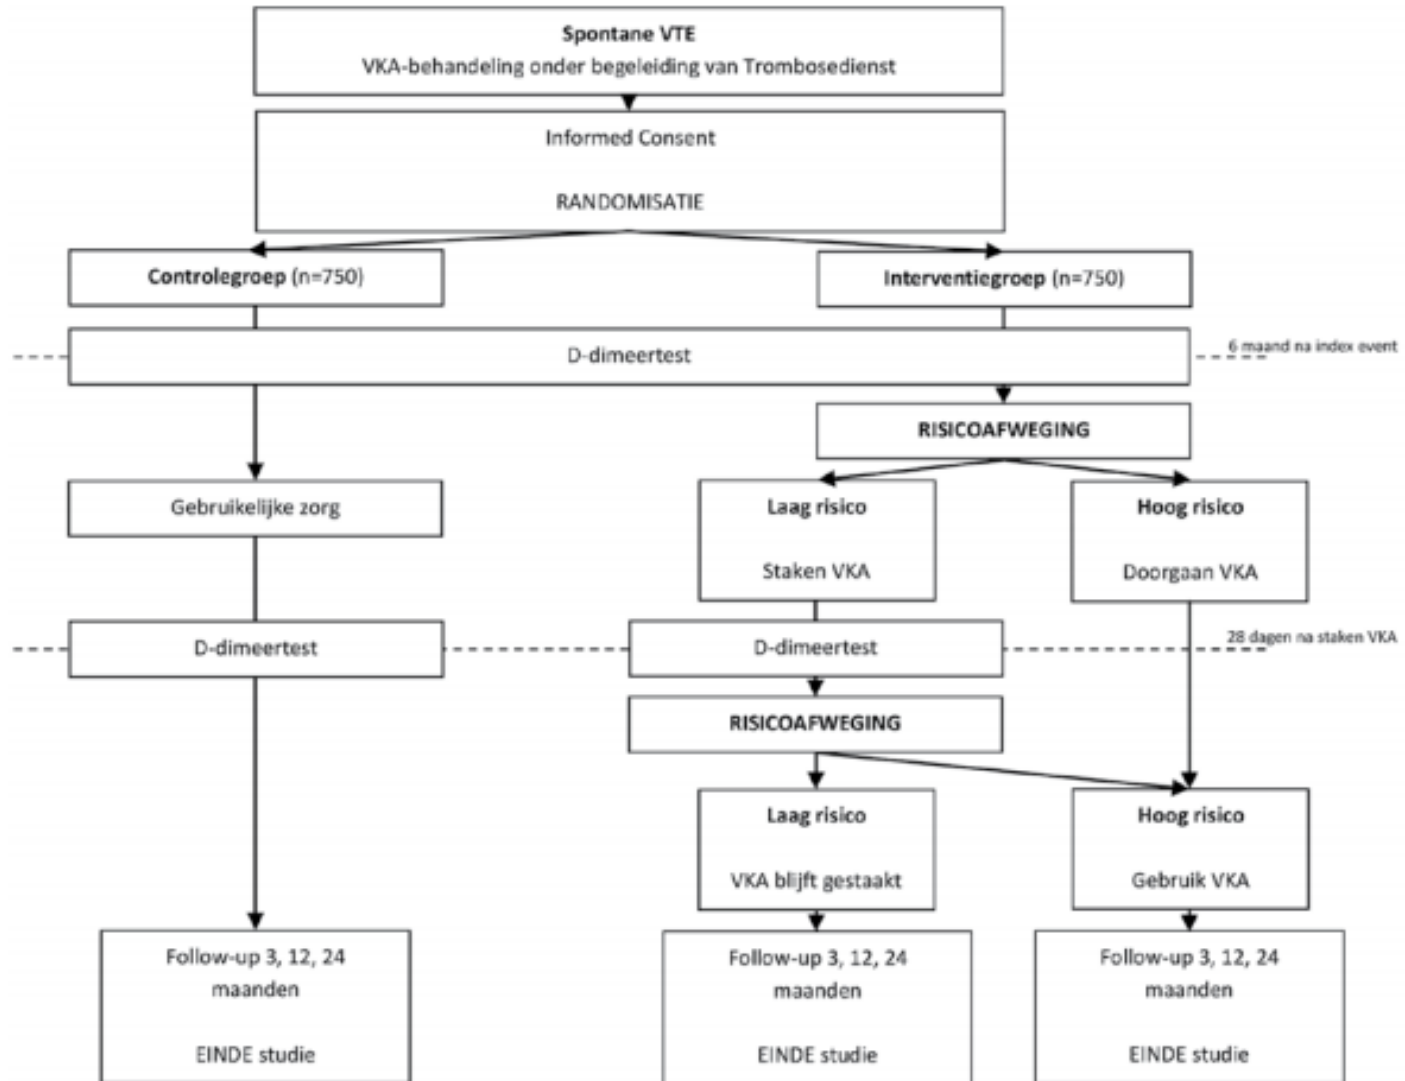 Spontane VTE
VKA-behandeling onder begeleiding van Trombosedienst
Informed Consent
RANDOMISATIE
Controlegroep (n=750)
Interventiegroep (n=750)
D-dimeertest
6 maand na index event
RISICOAFWEGING
Gebruikelijke zorg
Laag risico
Staken VKA
Hoog risico
Doorgaan VKA
D-dimeertest
D-dimeertest
28 dagen na staken VKA
RISICOAFWEGING
Laag risico
VKA blijft gestaakt
Hoog risico
Gebruik VKA
Follow-up 3, 12, 24
maanden
EINDE studie
Follow-up 3, 12, 24
maanden
EINDE studie
Follow-up 3, 12, 24
maanden
EINDE studie